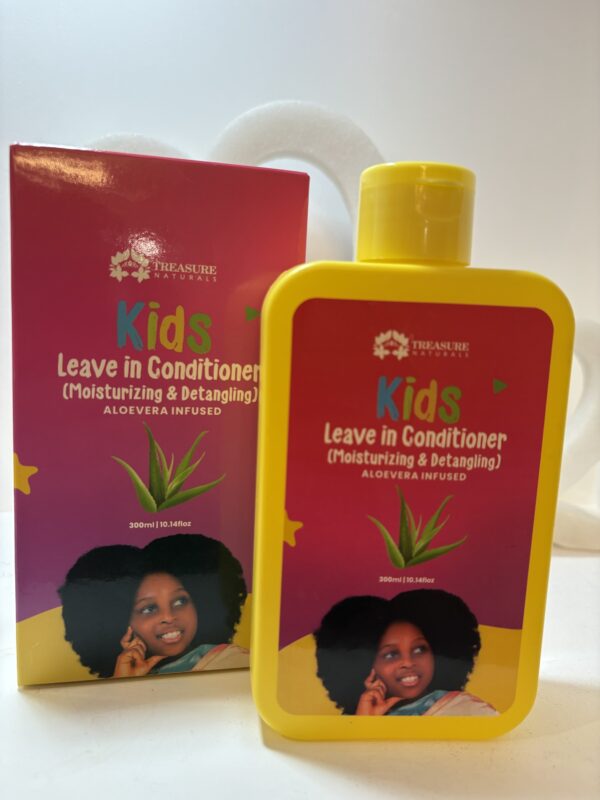 TREASURE
NATURALS
Kids
Leave in Conditioner
(Moisturizing & Detangling)
ALOEVERA INFUSED
300ml | 10.14floz
TREASURE
NATURALS
Kids
Leave in Conditioner
(Moisturizing & Detangling)
ALOEVERA INFUSED
300ml | 10.14floz